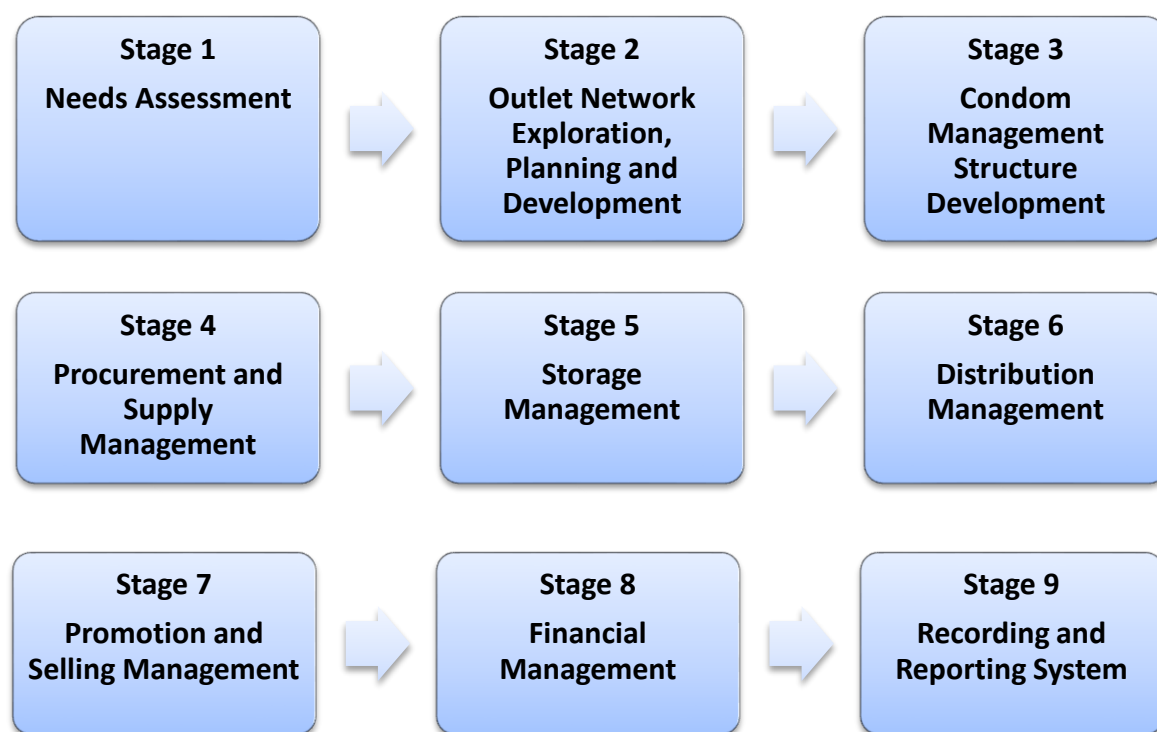 Stage 1
Needs Assessment
Stage 2
Outlet Network
Exploration,
Planning and
Development
Stage 3
Condom
Management
Structure
Development
Stage 4
Procurement and
Supply
Management
Stage 5
Storage
Management
Stage 6
Distribution
Management
Stage 7
Promotion and
Selling Management
Stage 8
Financial
Management
Stage 9
Recording and
Reporting System